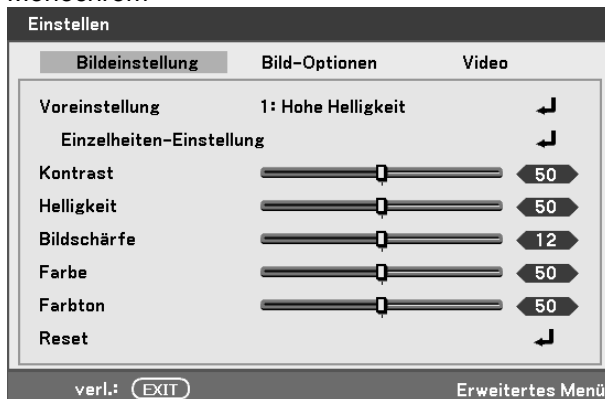 Einstellen
Bildeinstellung Bild-Optionen Video
Voreinstellung 1: Hohe Helligkeit
Einzelheiten-Einstellung
Kontrast 50
Helligkeit 50
Bildschärfe 12
Farbe 50
Farbton 50
Reset
verl.: EXIT Erweitertes Menü